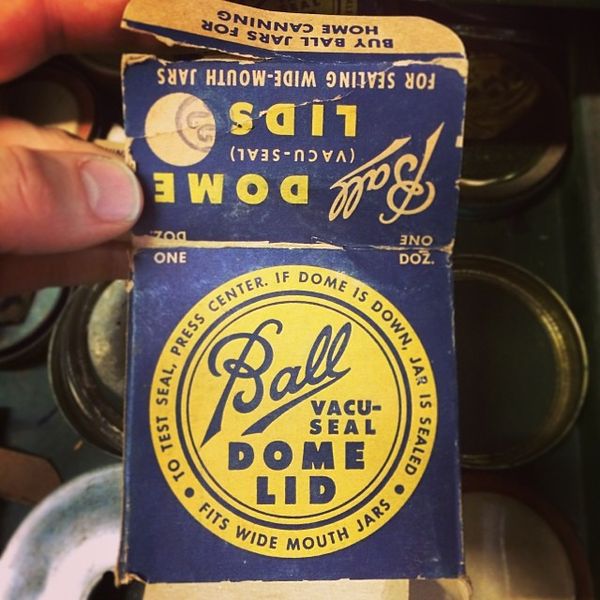 BUY BALL JARS FOR
HOME CANNING
FOR SEALING WIDE-MOUTH JARS
LIDS
(VACU-SEAL)
Ball DOME
ONE DOZ.
ONE DOZ.
TO TEST SEAL, PRESS CENTER. IF DOME IS DOWN, JAR IS SEALED
Ball
VACU-
SEAL
DOME
LID
• FITS WIDE MOUTH JARS •